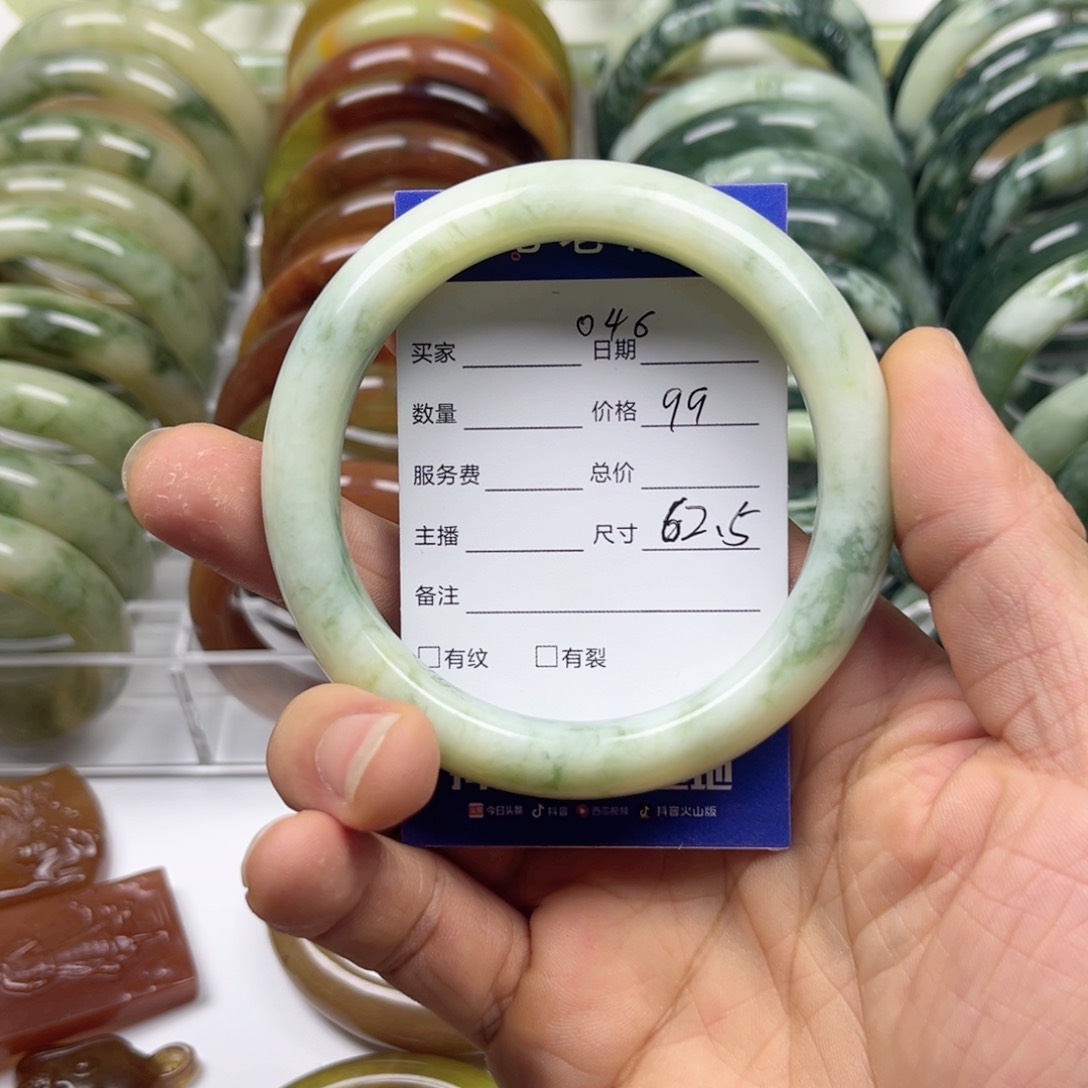 046
买家 日期
数量 价格 99
服务费 总价
主播 尺寸 62.5
备注
□有纹 □有裂
今日头条 抖音 西瓜视频 抖音火山版